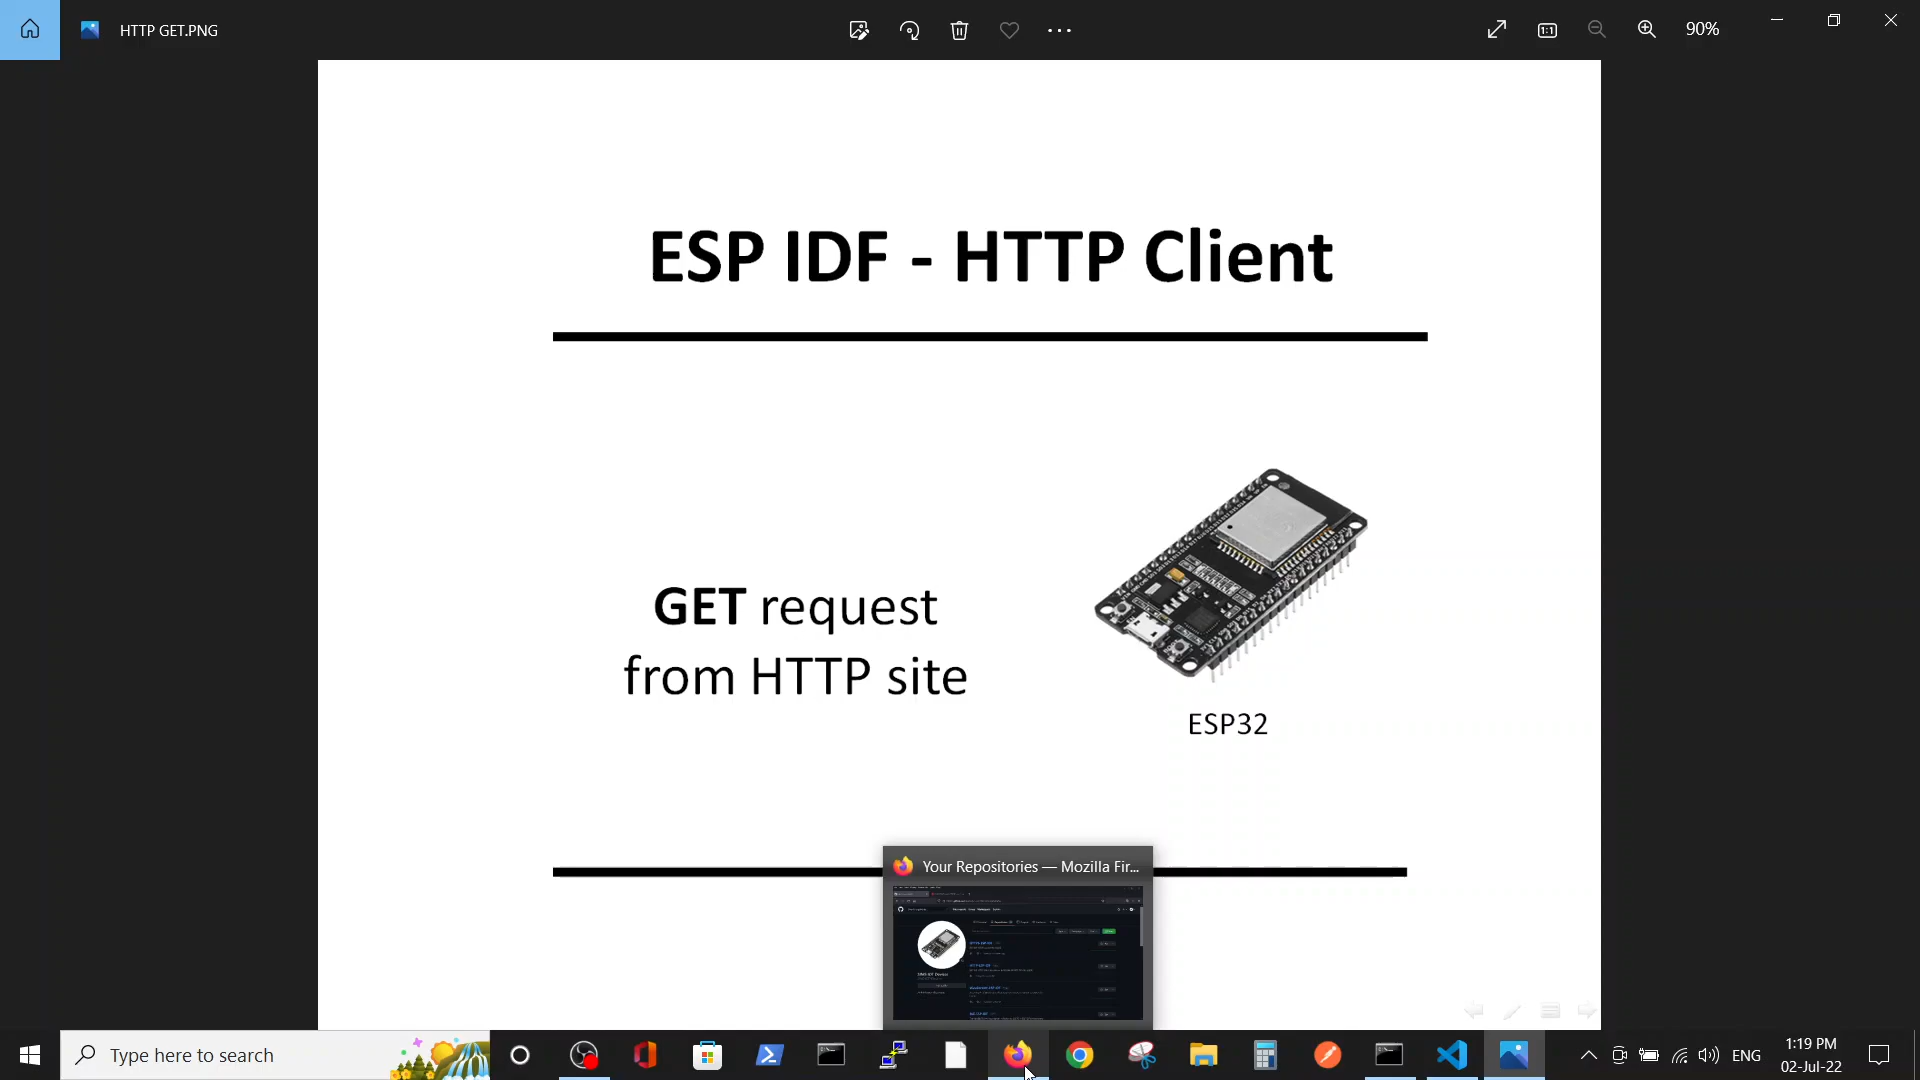 HTTP GET.PNG
90%
ESP IDF - HTTP Client
GET request
from HTTP site
ESP32
Your Repositories — Mozilla Fir...
Type here to search
ENG
1:19 PM
02-Jul-22